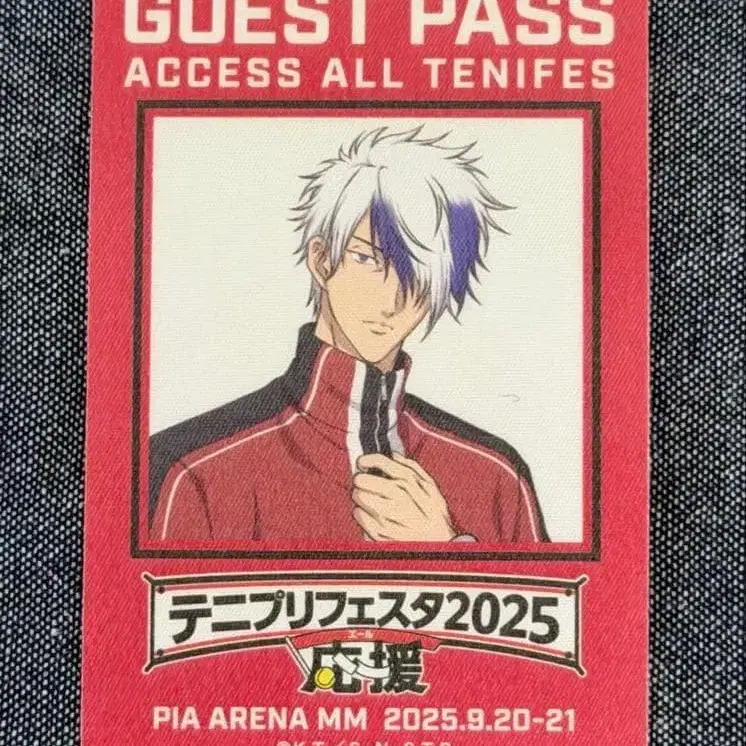 GUEST PASS
ACCESS ALL TENIFES
テニプリフェスタ2025
エール
応援
PIA ARENA MM 2025.9.20-21